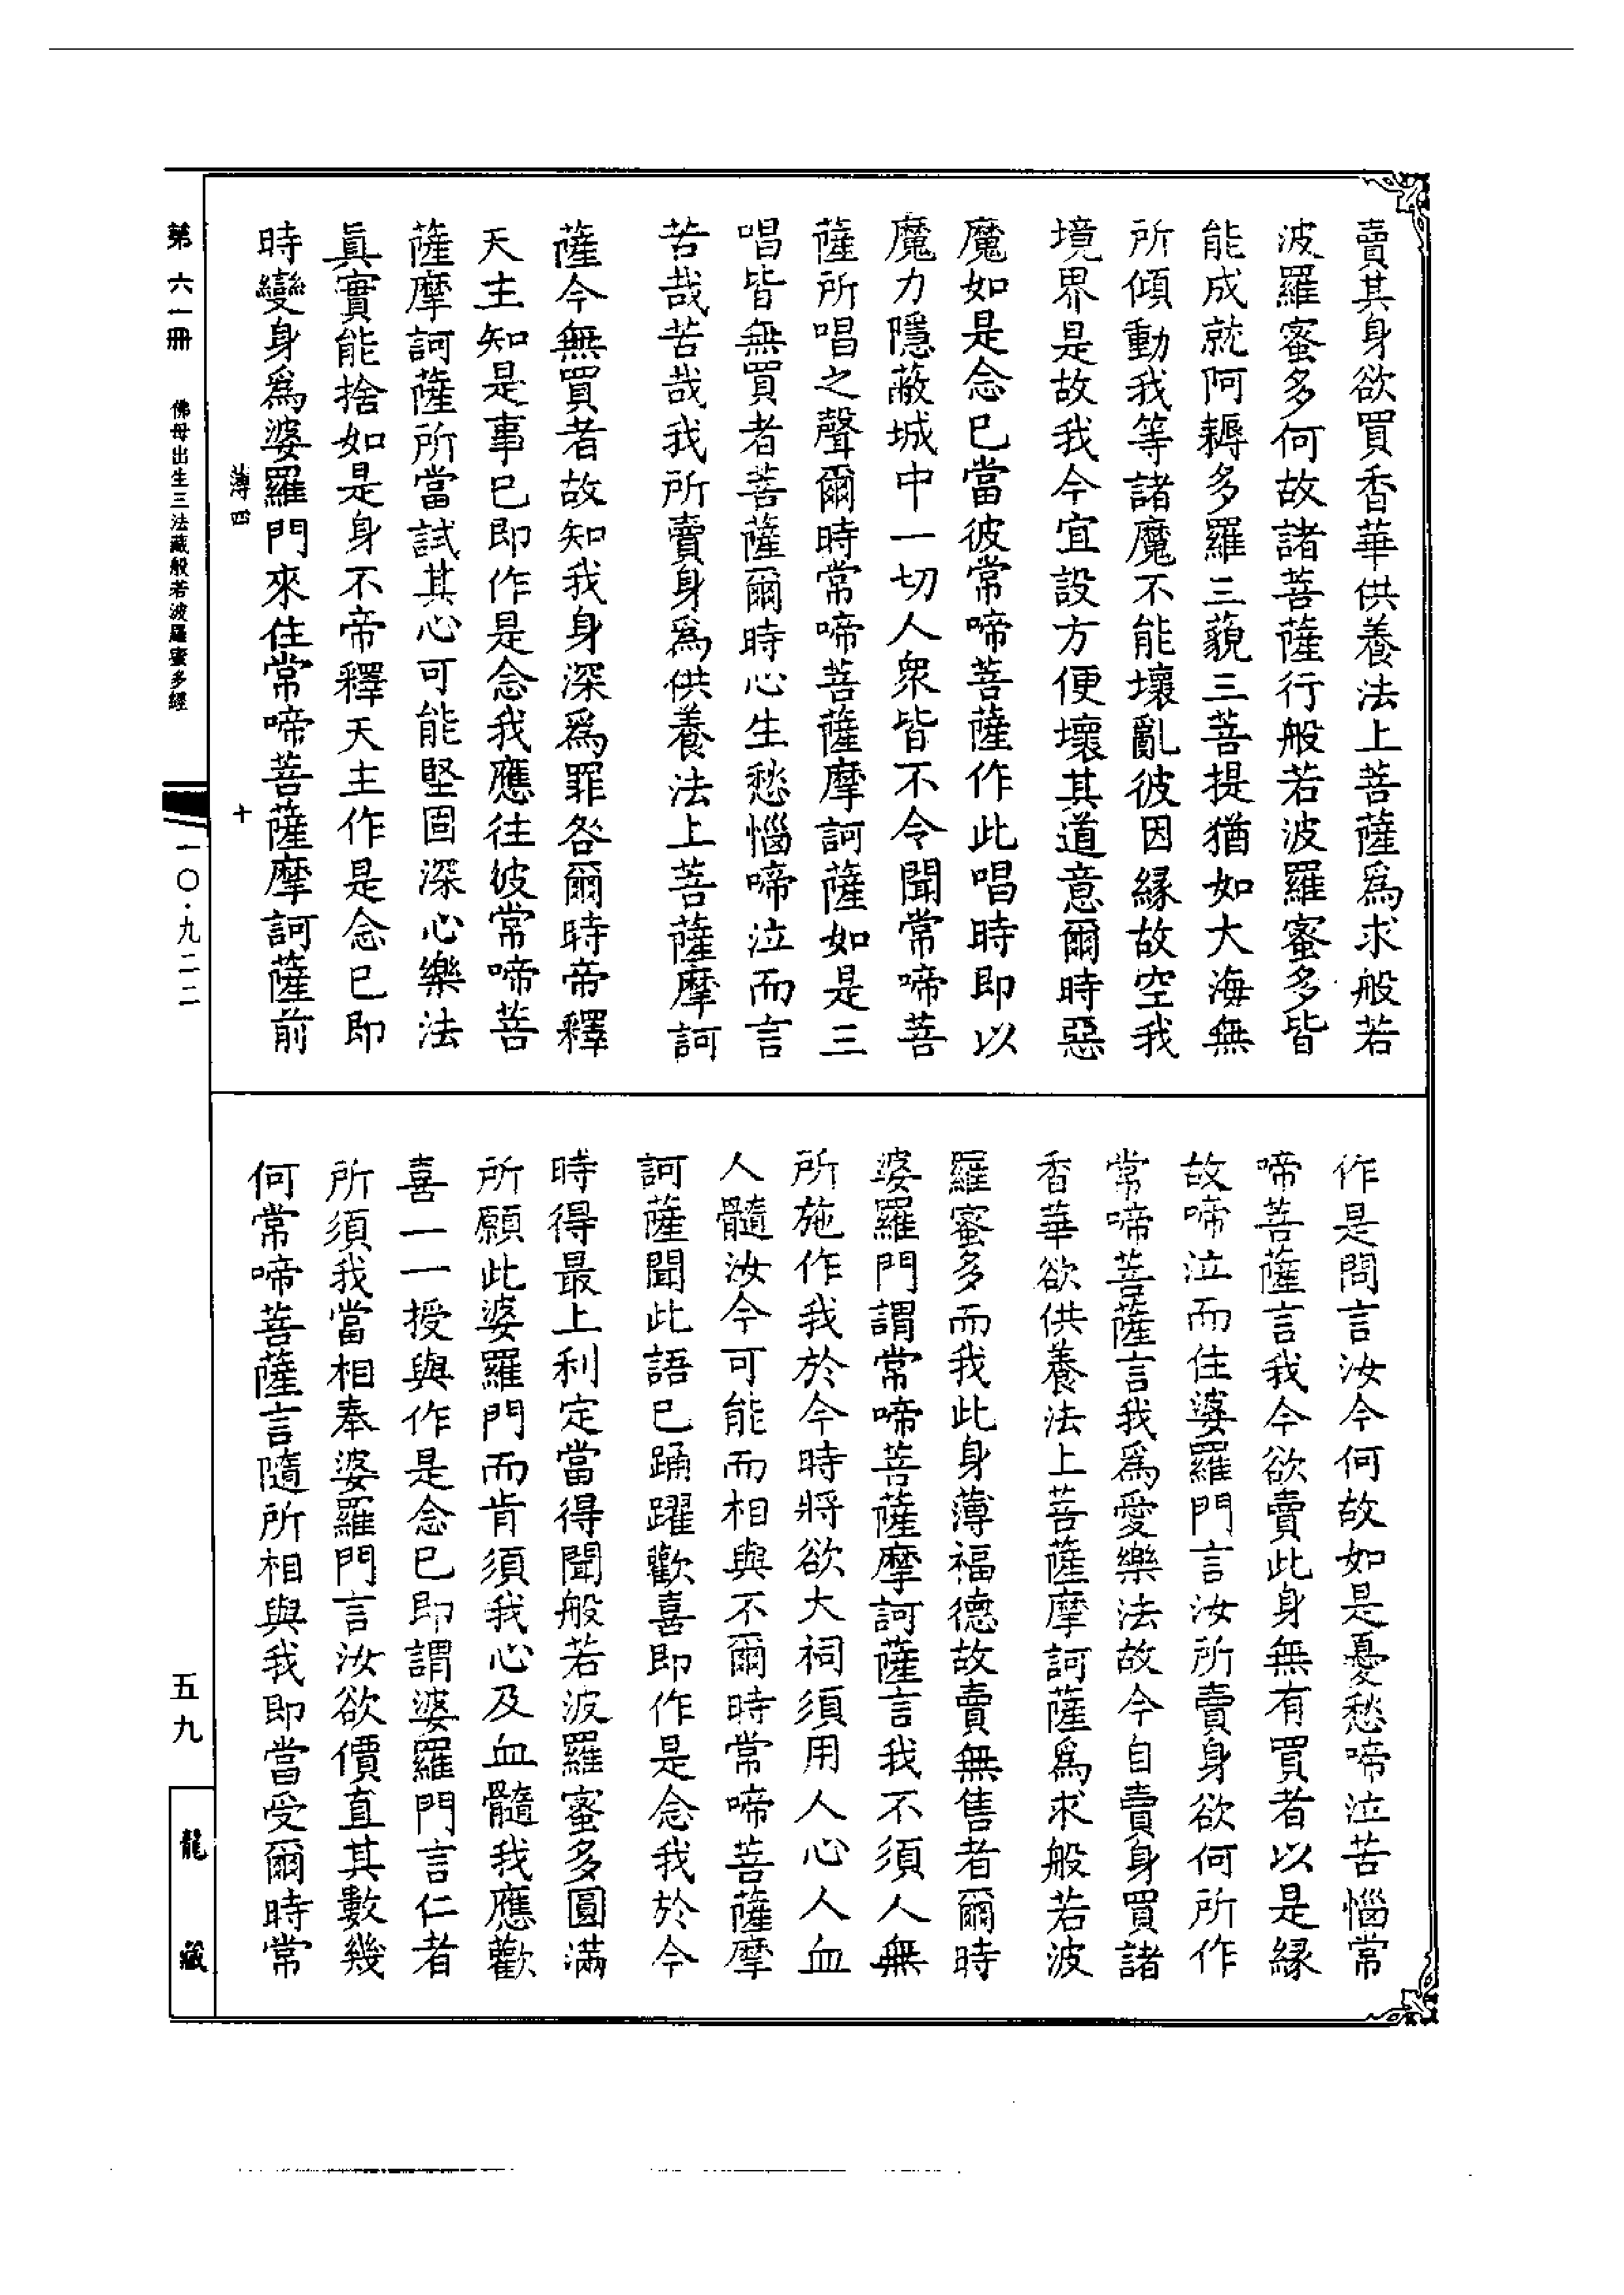 賣其身欲買香華供養法上菩薩爲求般若
波羅蜜多何故諸菩薩行般若波羅蜜多皆
能成就阿耨多羅三藐三菩提猶如大海無
所傾動我等諸魔不能壞亂彼因緣故空我
境界是故我今宜設方便壞其道意爾時惡
魔如是念已當彼常啼菩薩作此唱時即以
魔力隱蔽城中一切人衆皆不令聞常啼菩
薩所唱之聲爾時常啼菩薩摩訶薩如是三
唱皆無買者菩薩爾時心生愁惱啼泣而言
苦哉苦哉我所賣身爲供養法上菩薩摩訶
薩今無買者故知我身深爲罪咎爾時帝釋
天主知是事已即作是念我應往彼常啼菩
薩摩訶薩所當試其心可能堅固深心樂法
眞實能捨如是身不帝釋天主作是念已即
時變身爲婆羅門來住常啼菩薩摩訶薩前
作是問言汝今何故如是憂愁啼泣苦惱常
啼菩薩言我今欲賣此身無有買者以是緣
故啼泣而住婆羅門言汝所賣身欲何所作
常啼菩薩言我爲愛樂法故今自賣身買諸
香華欲供養法上菩薩摩訶薩爲求般若波
羅蜜多而我此身薄福德故賣無售者爾時
婆羅門謂常啼菩薩摩訶薩言我不須人無
所施作我於今時將欲大祠須用人心人血
人髓汝今可能而相與不爾時常啼菩薩摩
訶薩聞此語已踊躍歡喜即作是念我於今
時得最上利定當得聞般若波羅蜜多圓滿
所願此婆羅門而肯須我心及血髓我應歡
喜一一授與作是念已即謂婆羅門言仁者
所須我當相奉婆羅門言汝欲價直其數幾
何常啼菩薩言隨所相與我即當受爾時常
薄四
十
第六一冊
佛母出生三法藏般若波羅蜜多經
一〇·九二二
五九
龍藏